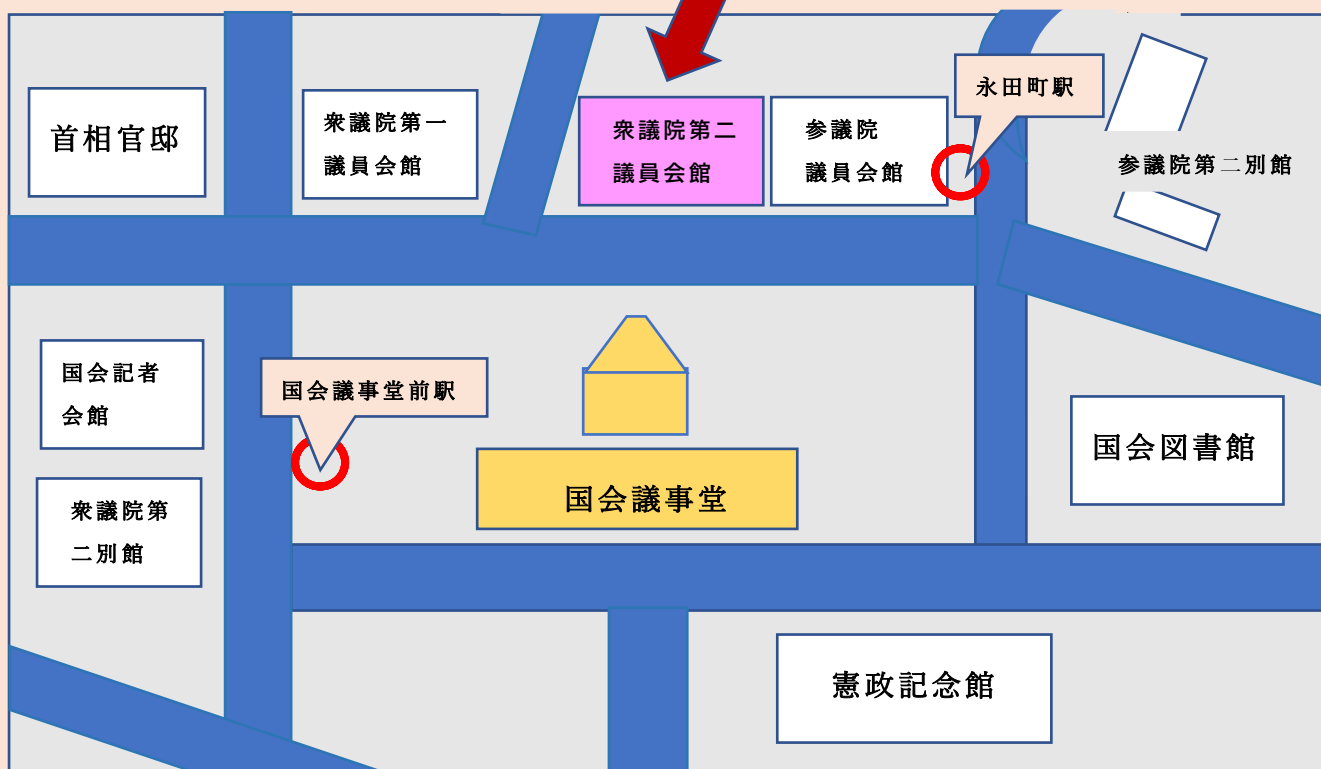 首相官邸
衆議院第一
議員会館
衆議院第二
議員会館
参議院
議員会館
永田町駅
参議院第二別館
国会記者
会館
国会議事堂前駅
衆議院第
二別館
国会議事堂
国会図書館
憲政記念館